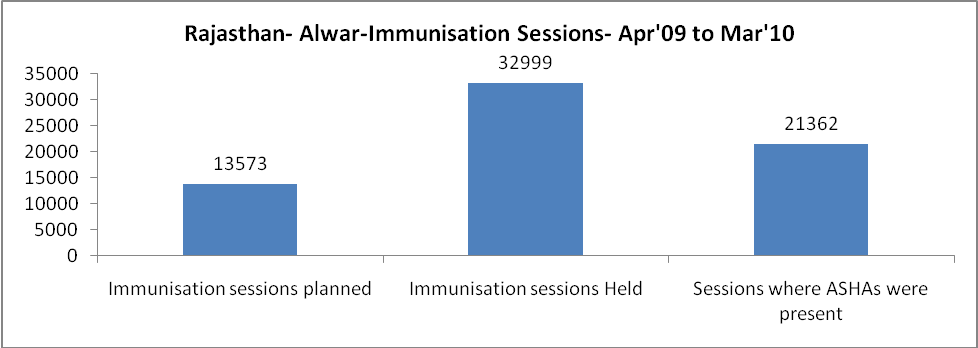 Rajasthan- Alwar-Immunisation Sessions- Apr'09 to Mar'10
32999
35000
30000
25000
20000
15000
10000
5000
0
13573
21362
Immunisation sessions planned
Immunisation sessions Held
Sessions where ASHAs were
present